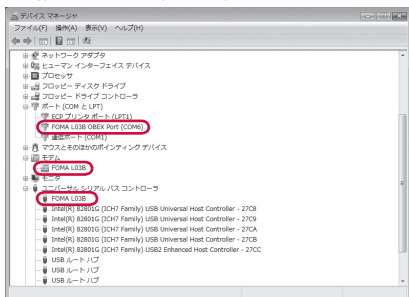 デバイス マネージャ
ファイル(F) 操作(A) 表示(V) ヘルプ(H)
ネットワーク アダプタ
ヒューマン インターフェイス デバイス
プロセッサ
フロッピー ディスク ドライブ
フロッピー ドライブ コントローラ
ポート (COM と LPT)
ECP プリンタ ポート (LPT1)
FOMA L03B OBEX Port (COM6)
通信ポート (COM1)
マウスとそのほかのポインティング デバイス
モデム
FOMA L03B
モニタ
ユニバーサル シリアル バス コントローラ
FOMA L03B
Intel(R) 82801G (ICH7 Family) USB Universal Host Controller - 27C8
Intel(R) 82801G (ICH7 Family) USB Universal Host Controller - 27C9
Intel(R) 82801G (ICH7 Family) USB Universal Host Controller - 27CA
Intel(R) 82801G (ICH7 Family) USB Universal Host Controller - 27CB
Intel(R) 82801G (ICH7 Family) USB2 Enhanced Host Controller - 27CC
USB ルート ハブ
USB ルート ハブ
USB ルート ハブ